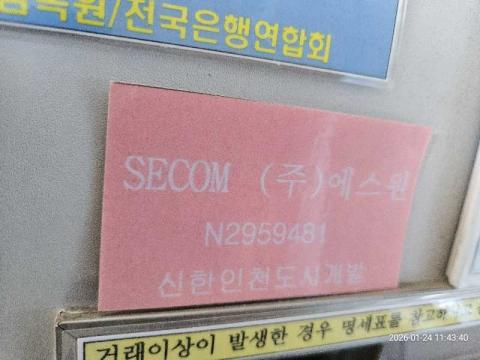 감독원/전국은행연합회
SECOM (주)에스원
N2959481
신한인천도시개발
거래이상이 발생한 경우 명세표를 참고하
2026-01-24 11:43:40